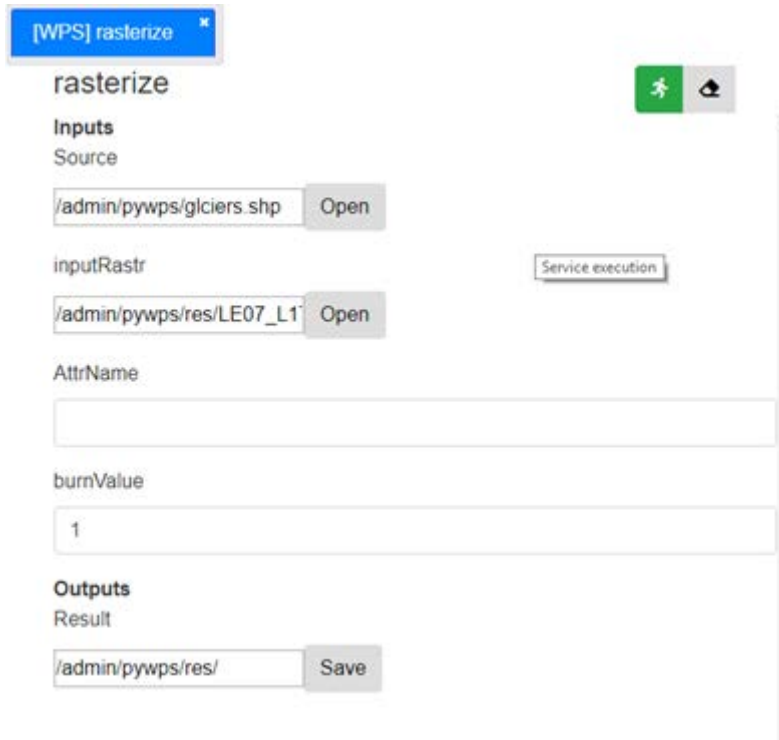 [WPS] rasterize
rasterize
Inputs
Source
/admin/pywps/glciers.shp Open
inputRastr
Service execution
/admin/pywps/res/LE07_L1 Open
AttrName
burnValue
1
Outputs
Result
/admin/pywps/res/ Save